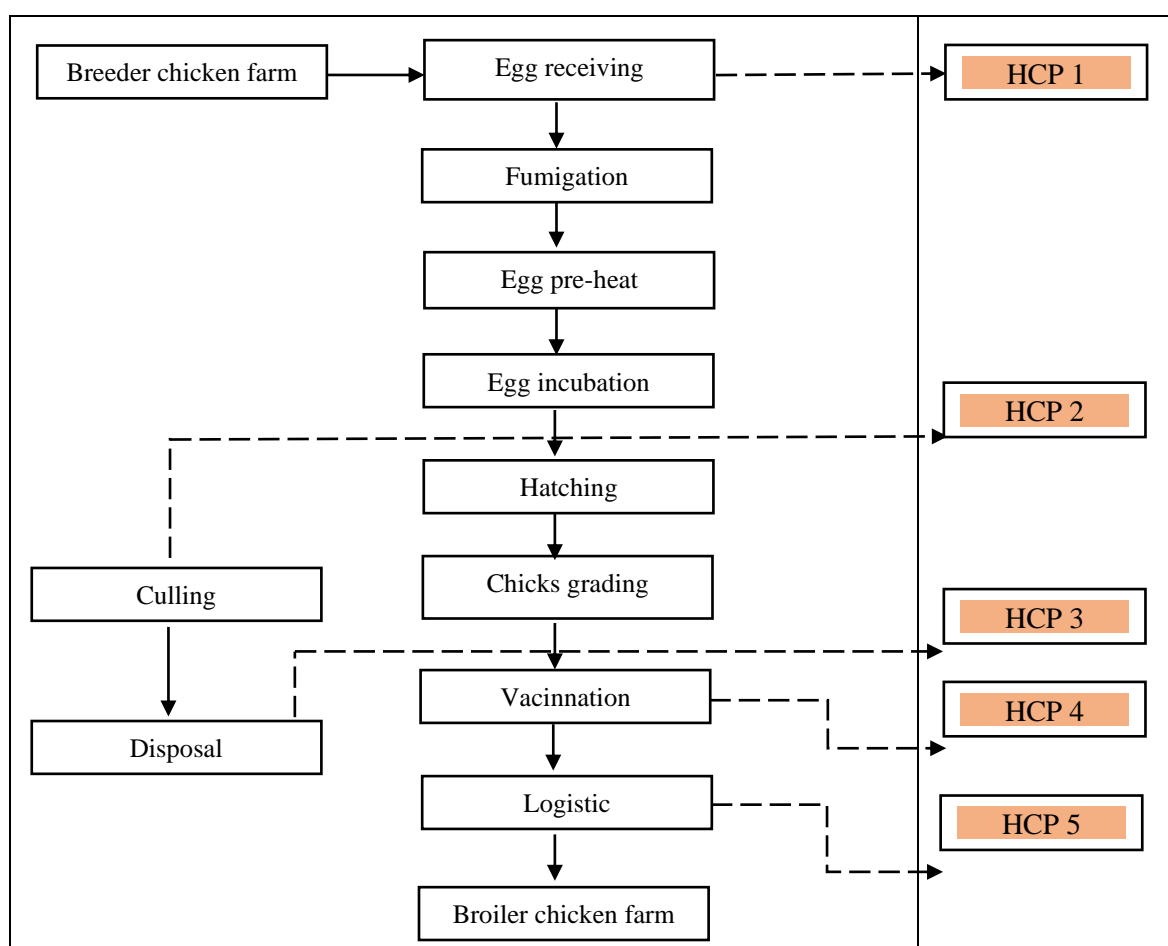 Breeder chicken farm
Egg receiving
HCP 1
Fumigation
Egg pre-heat
Egg incubation
HCP 2
Hatching
Chicks grading
Culling
HCP 3
Vacinnation
HCP 4
Disposal
Logistic
HCP 5
Broiler chicken farm